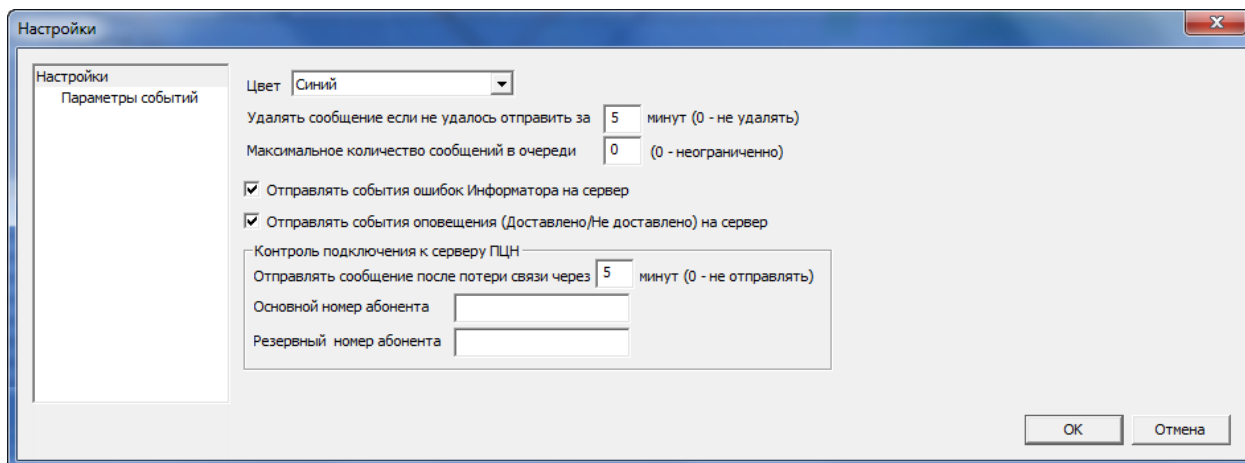 Настройки
Настройки
Параметры событий
Цвет Синий
Удалять сообщение если не удалось отправить за 5 минут (0 - не удалять)
Максимальное количество сообщений в очереди 0 (0 - неограниченно)
Отправлять события ошибок Информатора на сервер
Отправлять события оповещения (Доставлено/Не доставлено) на сервер
Контроль подключения к серверу ПЦН
Отправлять сообщение после потери связи через 5 минут (0 - не отправлять)
Основной номер абонента
Резервный номер абонента
OK Отмена